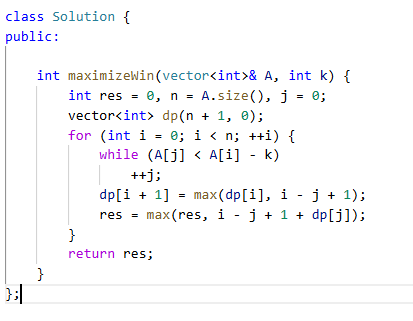 class Solution {
public:

    int maximizeWin(vector<int>& A, int k) {
        int res = 0, n = A.size(), j = 0;
        vector<int> dp(n + 1, 0);
        for (int i = 0; i < n; ++i) {
            while (A[j] < A[i] - k)
                ++j;
            dp[i + 1] = max(dp[i], i - j + 1);
            res = max(res, i - j + 1 + dp[j]);
        }
        return res;
    }
};